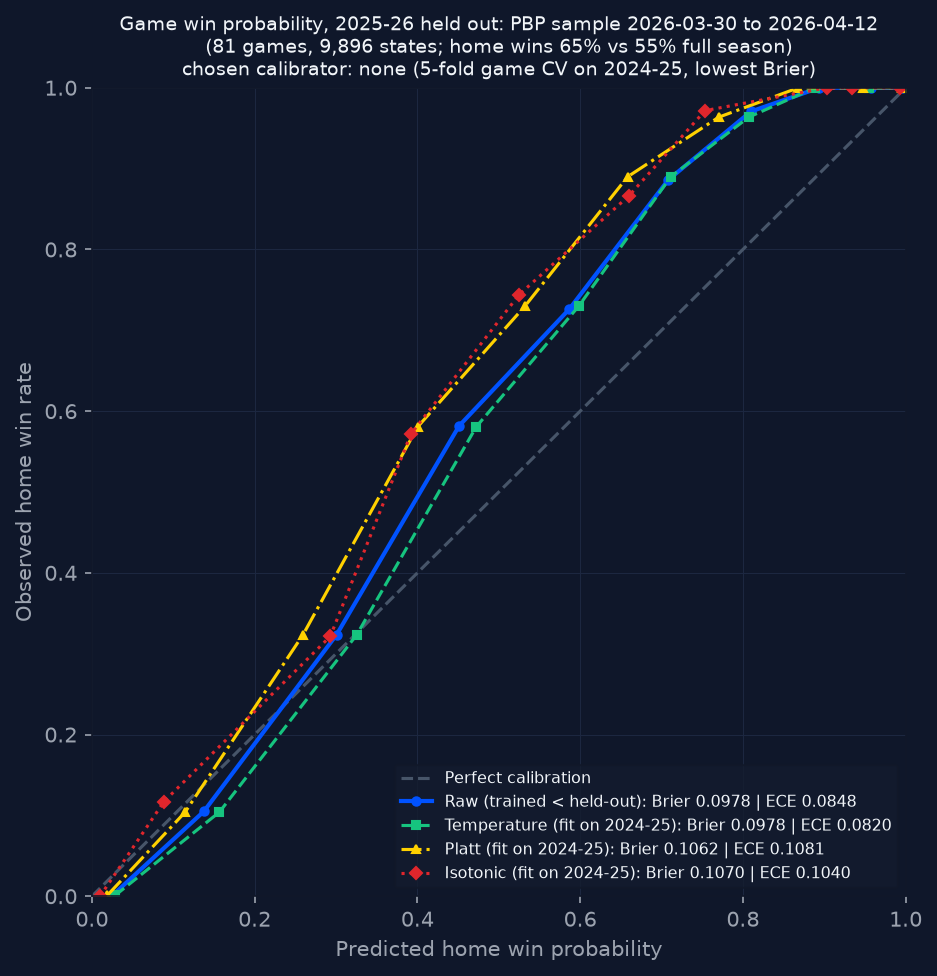 Game win probability, 2025-26 held out: PBP sample 2026-03-30 to 2026-04-12
(81 games, 9,896 states; home wins 65% vs 55% full season)
chosen calibrator: none (5-fold game CV on 2024-25, lowest Brier)
1.0
0.8
0.6
0.4
0.2
0.0
Observed home win rate
Perfect calibration
Raw (trained < held-out): Brier 0.0978 | ECE 0.0848
Temperature (fit on 2024-25): Brier 0.0978 | ECE 0.0820
Platt (fit on 2024-25): Brier 0.1062 | ECE 0.1081
Isotonic (fit on 2024-25): Brier 0.1070 | ECE 0.1040
0.0 0.2 0.4 0.6 0.8 1.0
Predicted home win probability